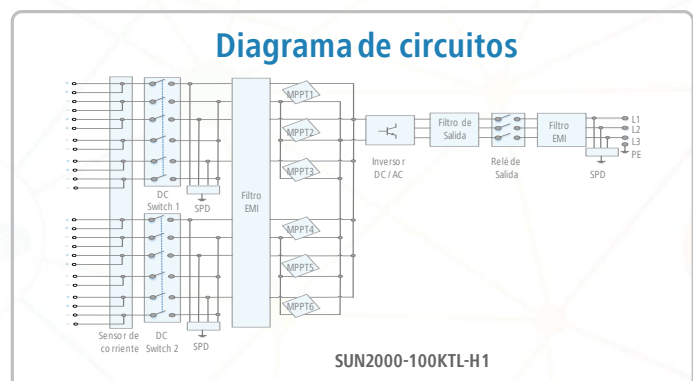 Diagrama de circuitos
MPPT1
MPPT2
MPPT3
MPPT4
MPPT5
MPPT6
DC
Switch 1
SPD
Filtro
EMI
Inversor
DC / AC
Filtro de
Salida
Relé de
Salida
Filtro
EMI
L1
L2
L3
PE
SPD
Sensor de
corriente
DC
Switch 2
SPD
SUN2000-100KTL-H1